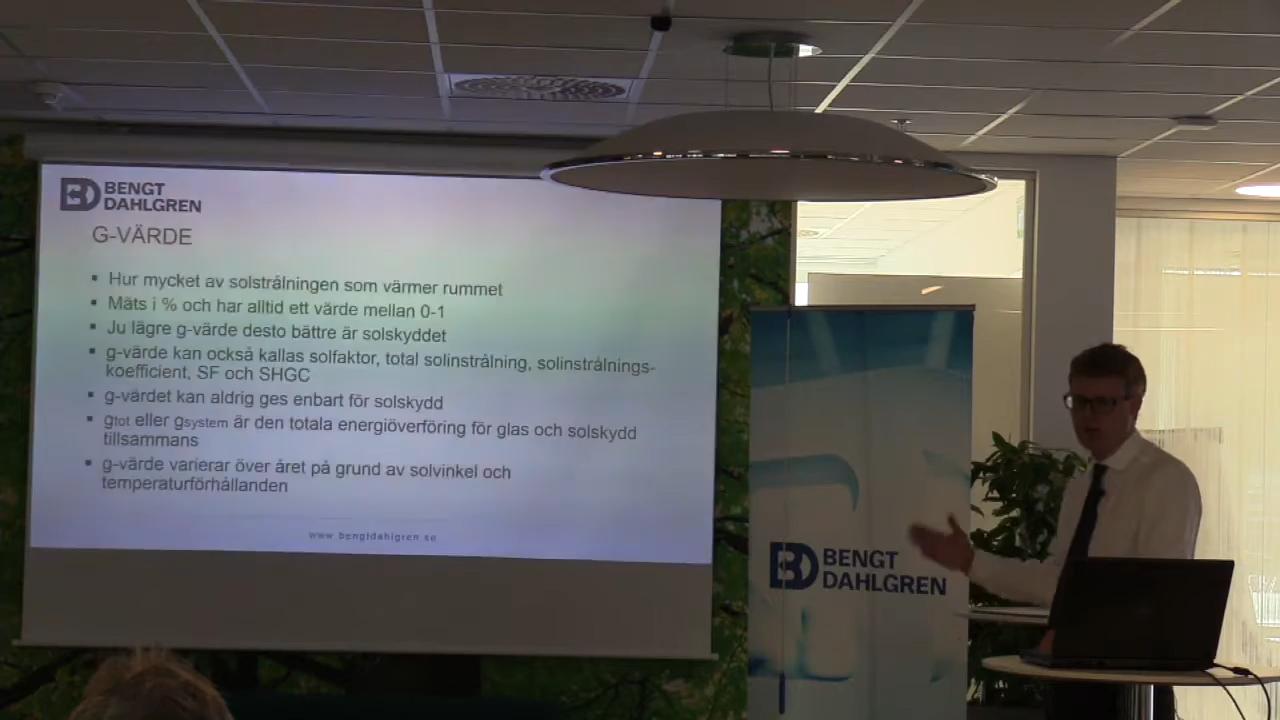 BENGT
DAHLGREN
G-VÄRDE
▪ Hur mycket av solstrålningen som värmer rummet
▪ Mäts i % och har alltid ett värde mellan 0-1
▪ Ju lägre g-värde desto bättre är solskyddet
▪ g-värde kan också kallas solfaktor, total solinstrålning, solinstrålnings-
koefficient, SF och SHGC
▪ g-värdet kan aldrig ges enbart för solskydd
▪ gtot eller gsystem är den totala energiöverföring för glas och solskydd
tillsammans
▪ g-värde varierar över året på grund av solvinkel och
temperaturförhållanden
www.bengtdahlgren.se
BENGT
DAHLGREN